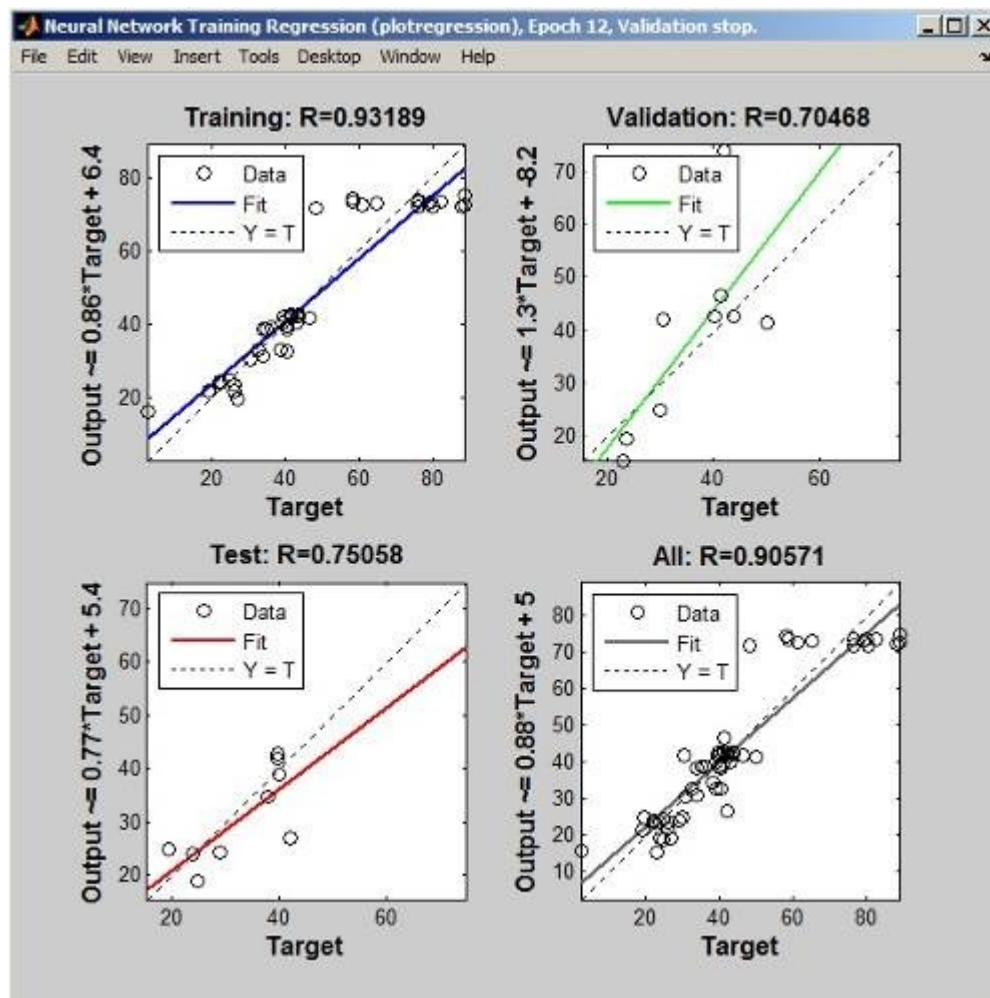 Neural Network Training Regression (plotregression), Epoch 12, Validation stop.
File Edit View Insert Tools Desktop Window Help
Training: R=0.93189
Output ~= 0.86*Target + 6.4
Data
Fit
Y = T
80
60
40
20
20 40 60 80
Target
Validation: R=0.70468
Output ~= 1.3*Target + -8.2
Data
Fit
Y = T
70
60
50
40
30
20
20 40 60
Target
Test: R=0.75058
Output ~= 0.77*Target + 5.4
Data
Fit
Y = T
70
60
50
40
30
20
20 40 60
Target
All: R=0.90571
Output ~= 0.88*Target + 5
Data
Fit
Y = T
80
70
60
50
40
30
20
10
20 40 60 80
Target